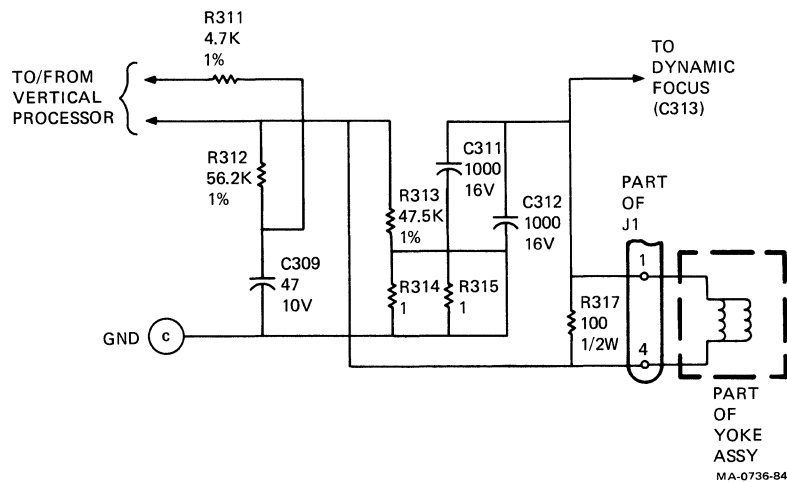 R311
4.7K
1%
TO/FROM
VERTICAL
PROCESSOR
TO
DYNAMIC
FOCUS
(C313)
R312
56.2K
1%
C311
1000
16V
R313
47.5K
1%
C312
1000
16V
PART
OF
J1
C309
47
10V
R314
1
R315
1
1
R317
100
1/2W
4
GND
C
PART
OF
YOKE
ASSY
MA-0736-84